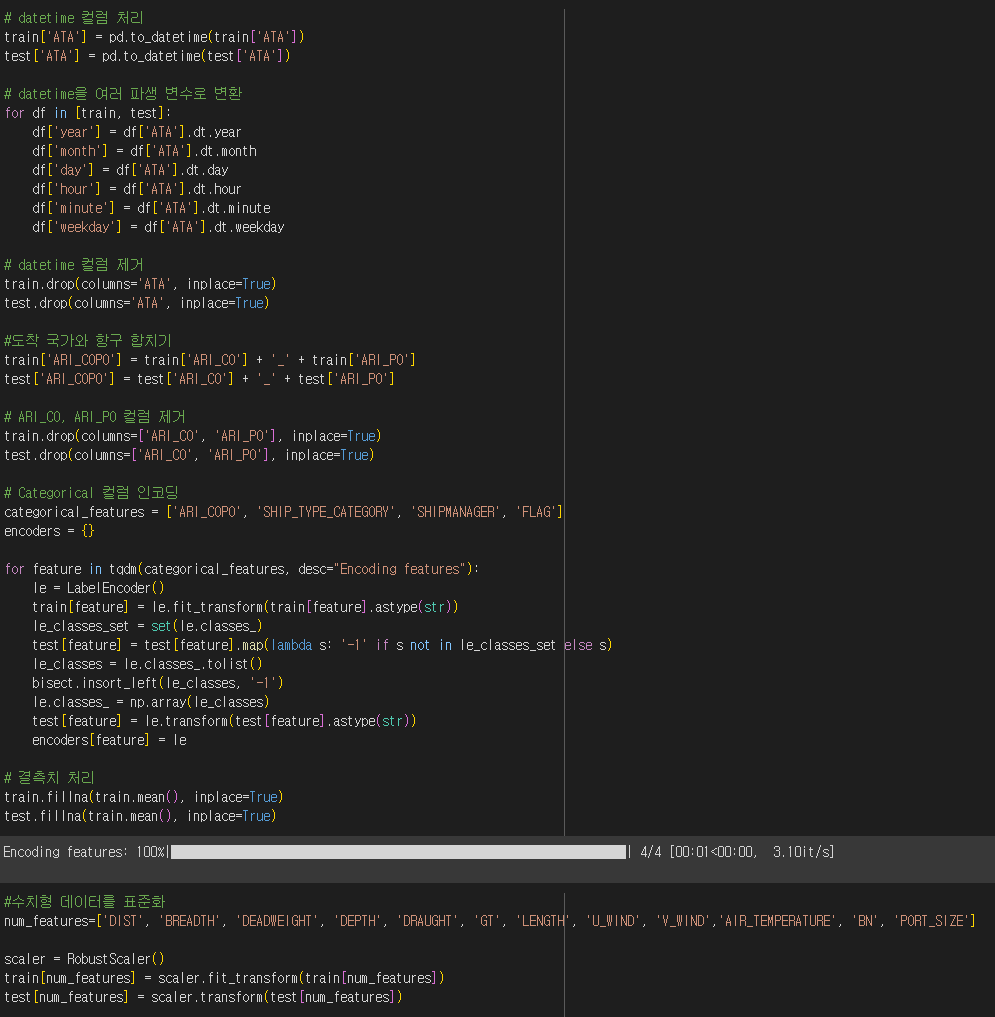 # datetime 컬럼 처리
train['ATA'] = pd.to_datetime(train['ATA'])
test['ATA'] = pd.to_datetime(test['ATA'])
# datetime을 여러 파생 변수로 변환
for df in [train, test]:
    df['year'] = df['ATA'].dt.year
    df['month'] = df['ATA'].dt.month
    df['day'] = df['ATA'].dt.day
    df['hour'] = df['ATA'].dt.hour
    df['minute'] = df['ATA'].dt.minute
    df['weekday'] = df['ATA'].dt.weekday
# datetime 컬럼 제거
train.drop(columns='ATA', inplace=True)
test.drop(columns='ATA', inplace=True)
#도착 국가와 항구 합치기
train['ARI_COPO'] = train['ARI_CO'] + '_' + train['ARI_PO']
test['ARI_COPO'] = test['ARI_CO'] + '_' + test['ARI_PO']
# ARI_CO, ARI_PO 컬럼 제거
train.drop(columns=['ARI_CO', 'ARI_PO'], inplace=True)
test.drop(columns=['ARI_CO', 'ARI_PO'], inplace=True)
# Categorical 컬럼 인코딩
categorical_features = ['ARI_COPO', 'SHIP_TYPE_CATEGORY', 'SHIPMANAGER', 'FLAG']
encoders = {}
for feature in tqdm(categorical_features, desc="Encoding features"):
    le = LabelEncoder()
    train[feature] = le.fit_transform(train[feature].astype(str))
    le_classes_set = set(le.classes_)
    test[feature] = test[feature].map(lambda s: '-1' if s not in le_classes_set else s)
    le_classes = le.classes_.tolist()
    bisect.insort_left(le_classes, '-1')
    le.classes_ = np.array(le_classes)
    test[feature] = le.transform(test[feature].astype(str))
    encoders[feature] = le
# 결측치 처리
train.fillna(train.mean(), inplace=True)
test.fillna(train.mean(), inplace=True)
Encoding features: 100%| | 4/4 [00:01<00:00, 3.10it/s]
#수치형 데이터를 표준화
num_features=['DIST', 'BREADTH', 'DEADWEIGHT', 'DEPTH', 'DRAUGHT', 'GT', 'LENGTH', 'U_WIND', 'V_WIND','AIR_TEMPERATURE', 'BN', 'PORT_SIZE']
scaler = RobustScaler()
train[num_features] = scaler.fit_transform(train[num_features])
test[num_features] = scaler.transform(test[num_features])